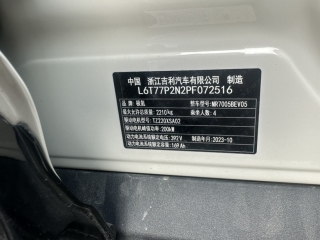 中国 浙江吉利汽车有限公司 制造
L6T77P2N2PF072516
品牌 极氪 整车型号 MR7005BEV05
最大允许总质量 2210kg 乘坐人数 4
驱动电机型号 TZ220XSA02
驱动电机峰值功率 200kW
动力电池系统额定电压 393V 制造年月 2023-10
动力电池系统额定容量 169Ah